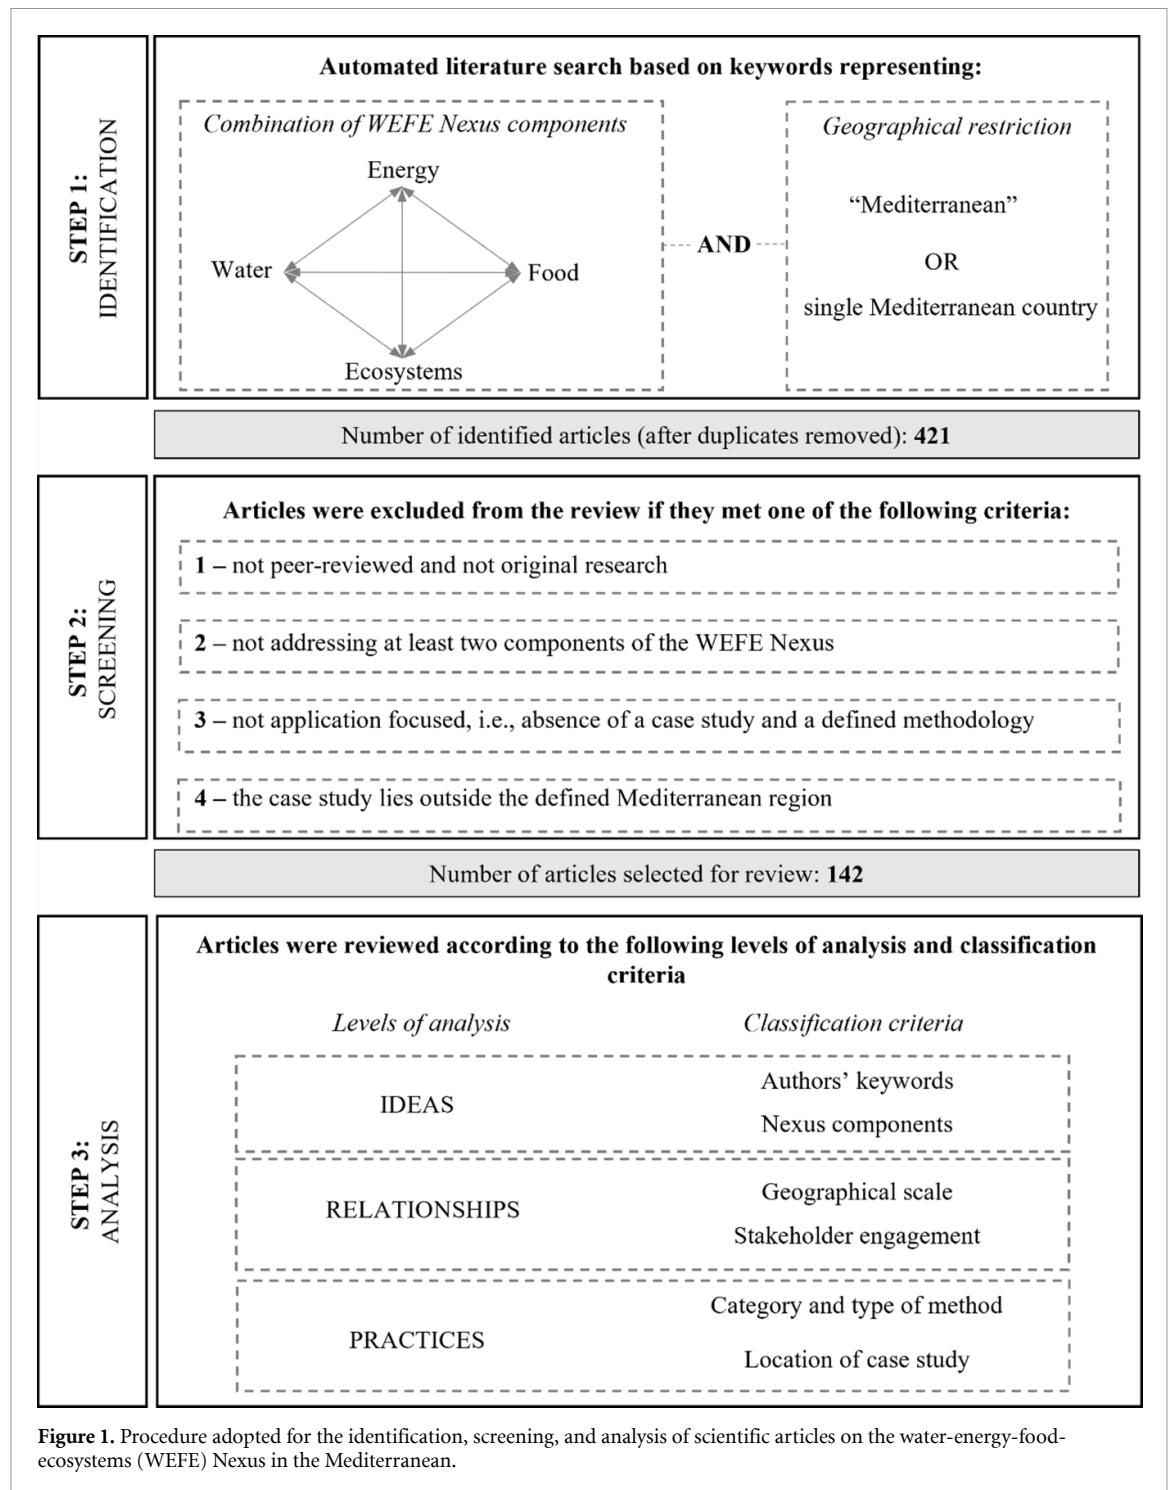 STEP 1:
IDENTIFICATION
Automated literature search based on keywords representing:
Combination of WEFE Nexus components
Energy
Water
Food
Ecosystems
AND
Geographical restriction
“Mediterranean”
OR
single Mediterranean country
Number of identified articles (after duplicates removed): 421
STEP 2:
SCREENING
Articles were excluded from the review if they met one of the following criteria:
1 – not peer-reviewed and not original research
2 – not addressing at least two components of the WEFE Nexus
3 – not application focused, i.e., absence of a case study and a defined methodology
4 – the case study lies outside the defined Mediterranean region
Number of articles selected for review: 142
STEP 3:
ANALYSIS
Articles were reviewed according to the following levels of analysis and classification
criteria
Levels of analysis
Classification criteria
IDEAS
Authors’ keywords
Nexus components
RELATIONSHIPS
Geographical scale
Stakeholder engagement
PRACTICES
Category and type of method
Location of case study
Figure 1. Procedure adopted for the identification, screening, and analysis of scientific articles on the water-energy-food-
ecosystems (WEFE) Nexus in the Mediterranean.